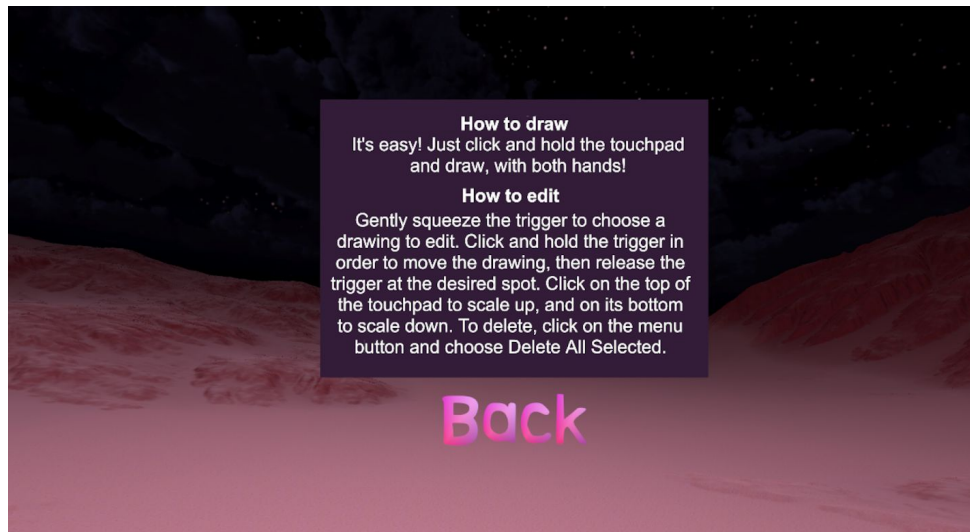 How to draw
It's easy! Just click and hold the touchpad
and draw, with both hands!
How to edit
Gently squeeze the trigger to choose a
drawing to edit. Click and hold the trigger in
order to move the drawing, then release the
trigger at the desired spot. Click on the top of
the touchpad to scale up, and on its bottom
to scale down. To delete, click on the menu
button and choose Delete All Selected.
Back